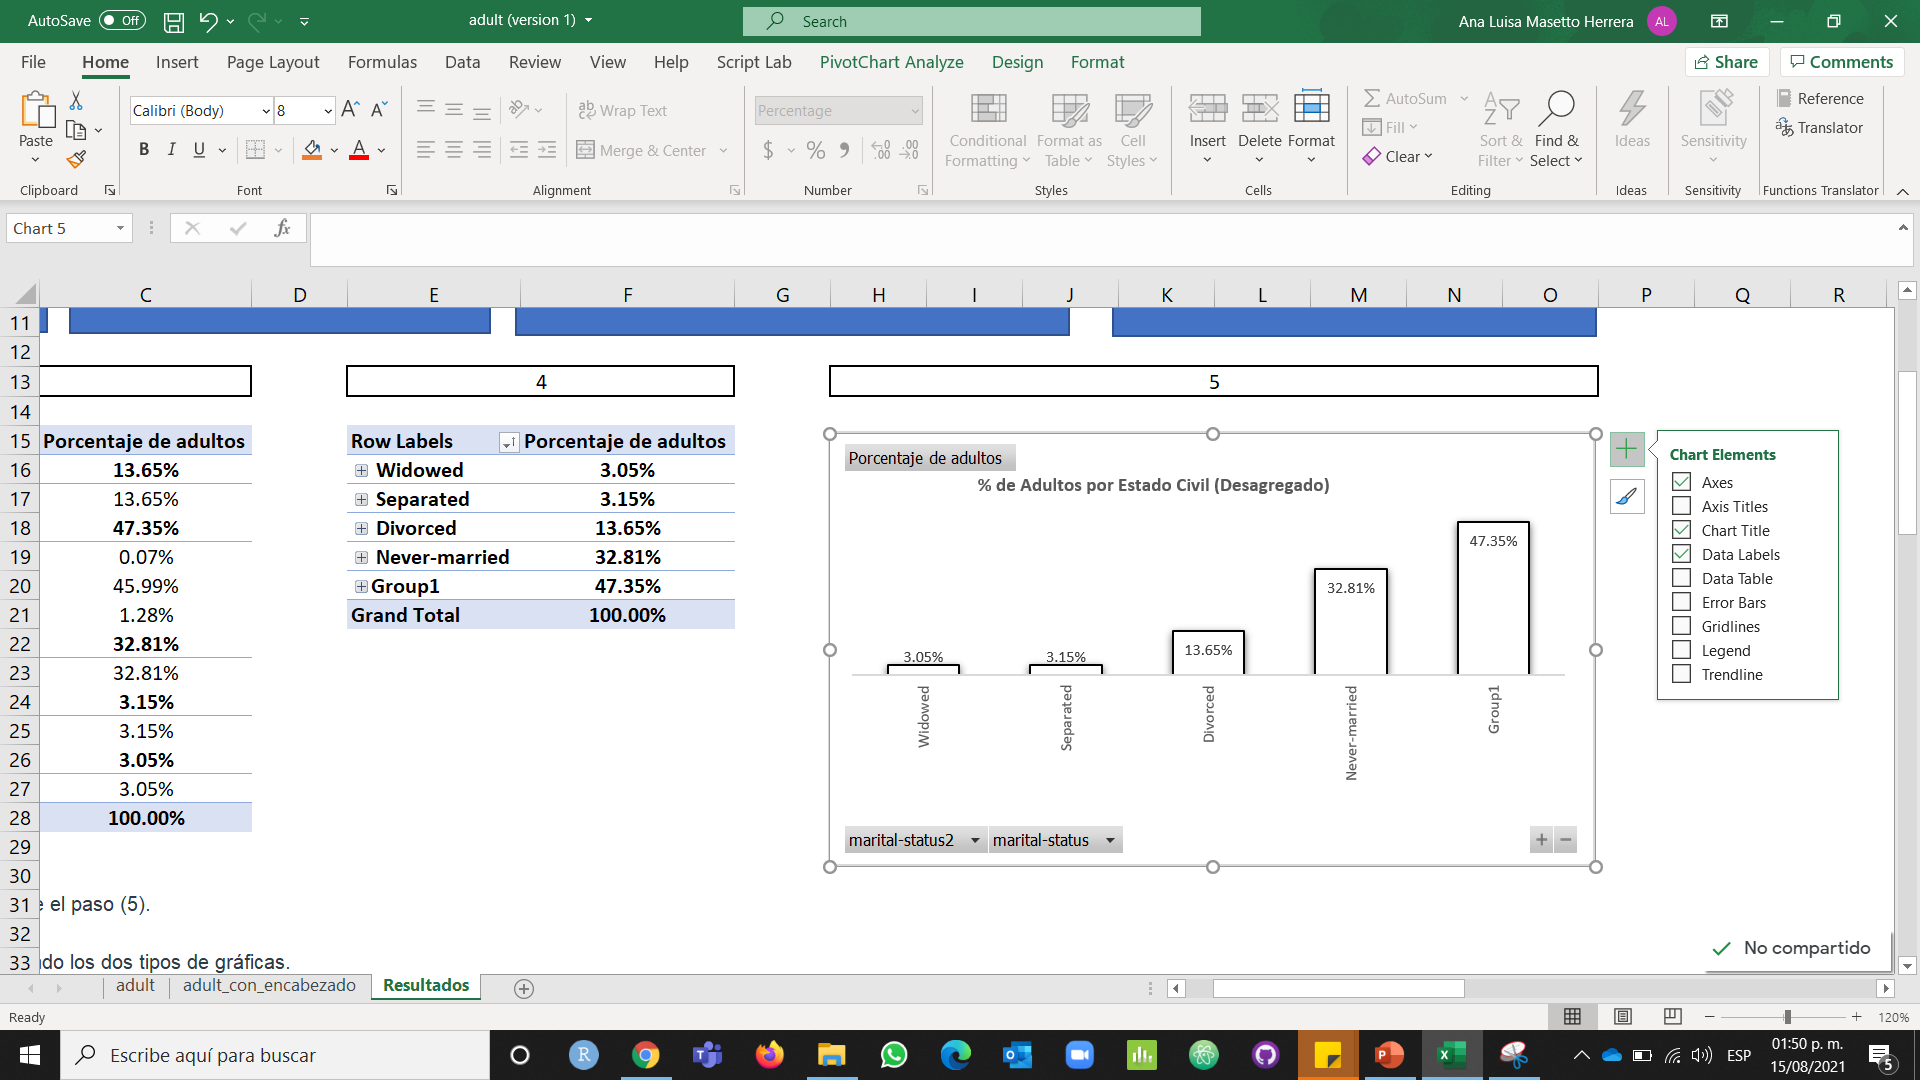 AutoSave Off
adult (version 1)
Search
Ana Luisa Masetto Herrera AL
File Home Insert Page Layout Formulas Data Review View Help Script Lab PivotChart Analyze Design Format
Share Comments
Paste
Clipboard
Calibri (Body) 8
B I U
Font
Wrap Text
Merge & Center
Alignment
Percentage
$ % 9
Number
Conditional Formatting
Format as Table
Cell Styles
Styles
Insert Delete Format
Cells
AutoSum
Fill
Clear
Sort & Filter
Find & Select
Editing
Ideas
Ideas
Sensitivity
Sensitivity
Reference
Translator
Functions Translator
Chart 5
fx
C D E F G H I J K L M N O P Q R
11
12
13 4 5
14
15 Porcentaje de adultos Row Labels Porcentaje de adultos
16 13.65% Widowed 3.05%
17 13.65% Separated 3.15%
18 47.35% Divorced 13.65%
19 0.07% Never-married 32.81%
20 45.99% Group1 47.35%
21 1.28% Grand Total 100.00%
22 32.81%
23 32.81%
24 3.15%
25 3.15%
26 3.05%
27 3.05%
28 100.00%
29
30
31 e el paso (5).
32
33 ndo los dos tipos de gráficas.
Porcentaje de adultos
% de Adultos por Estado Civil (Desagregado)
3.05% 3.15% 13.65% 32.81% 47.35%
Widowed Separated Divorced Never-married Group1
marital-status2 marital-status
Chart Elements
Axes
Axis Titles
Chart Title
Data Labels
Data Table
Error Bars
Gridlines
Legend
Trendline
No compartido
adult adult_con_encabezado Resultados
Ready
120%
Escribe aquí para buscar
ESP
01:50 p. m.
15/08/2021
5